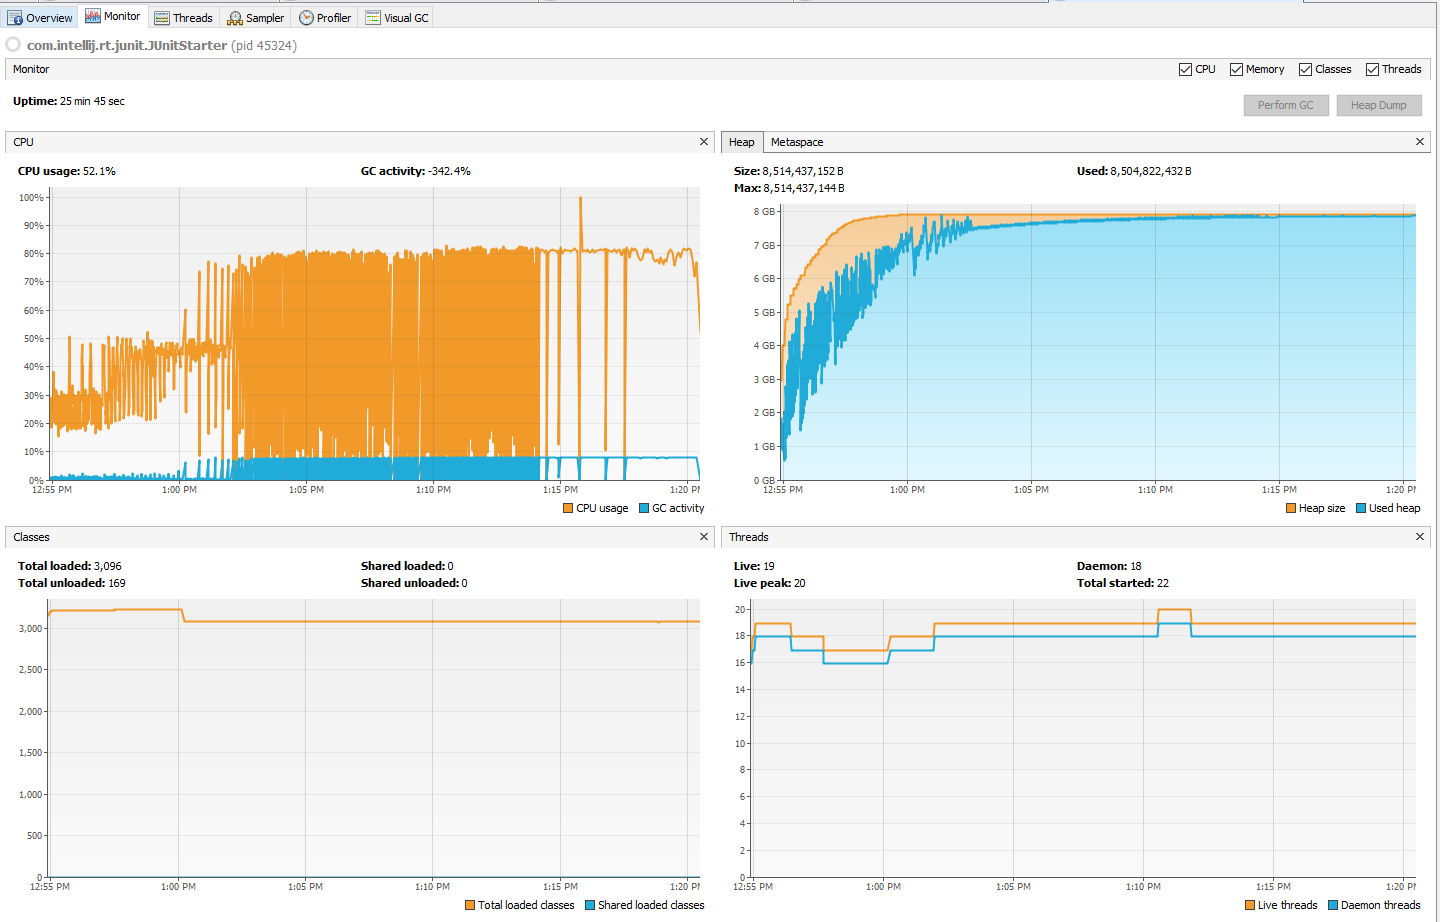 Overview Monitor Threads Sampler Profiler Visual GC
com.intellij.rt.junit.JUnitStarter (pid 45324)
Monitor CPU Memory Classes Threads
Uptime: 25 min 45 sec Perform GC Heap Dump
CPU
CPU usage: 52.1% GC activity: -342.4%
100%
90%
80%
70%
60%
50%
40%
30%
20%
10%
0%
12:55 PM 1:00 PM 1:05 PM 1:10 PM 1:15 PM 1:20 P
CPU usage GC activity
Heap Metaspace
Size: 8,514,437,152 B Used: 8,504,822,432 B
Max: 8,514,437,144 B
8 GB
7 GB
6 GB
5 GB
4 GB
3 GB
2 GB
1 GB
0 GB
12:55 PM 1:00 PM 1:05 PM 1:10 PM 1:15 PM 1:20 P
Heap size Used heap
Classes
Total loaded: 3,096 Shared loaded: 0
Total unloaded: 169 Shared unloaded: 0
3,000
2,500
2,000
1,500
1,000
500
0
12:55 PM 1:00 PM 1:05 PM 1:10 PM 1:15 PM 1:20 P
Total loaded classes Shared loaded classes
Threads
Live: 19 Daemon: 18
Live peak: 20 Total started: 22
20
18
16
14
12
10
8
6
4
2
0
12:55 PM 1:00 PM 1:05 PM 1:10 PM 1:15 PM 1:20 P
Live threads Daemon threads